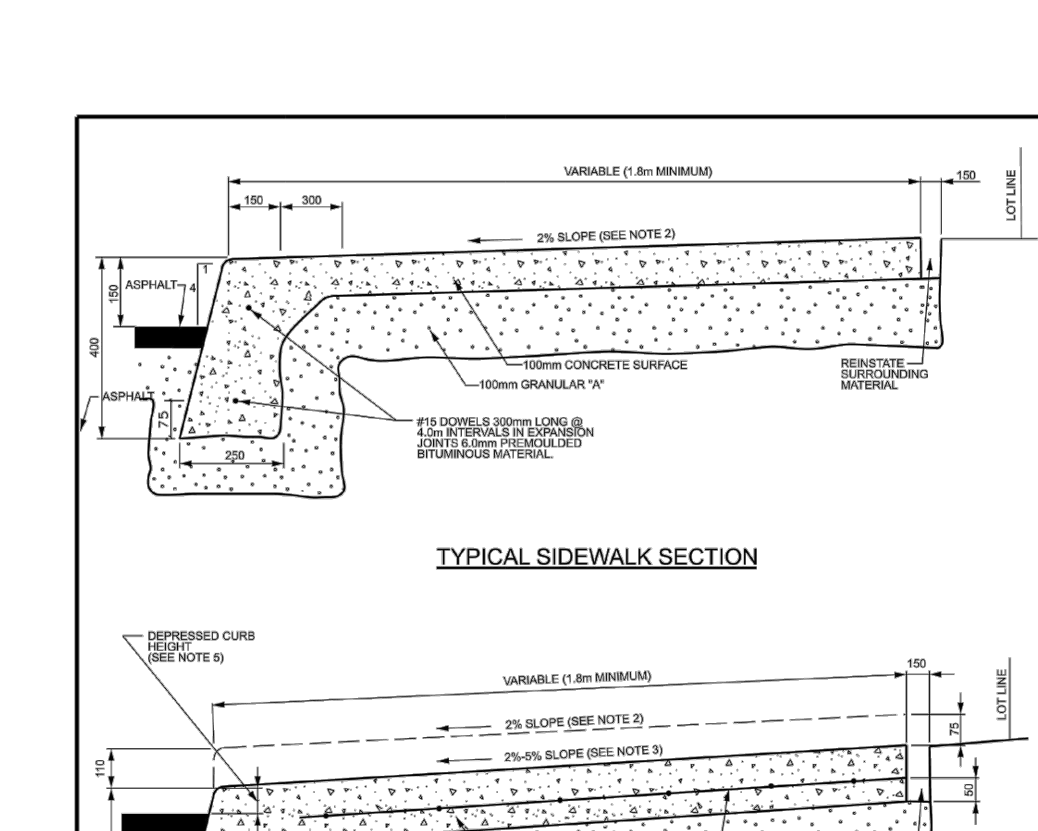 VARIABLE (1.8m MINIMUM)
150
LOT LINE
150
300
2% SLOPE (SEE NOTE 2)
1
4
ASPHALT
150
400
100mm CONCRETE SURFACE
100mm GRANULAR "A"
REINSTATE
SURROUNDING
MATERIAL
ASPHALT
75
#15 DOWELS 300mm LONG @
4.0m INTERVALS IN EXPANSION
JOINTS 6.0mm PREMOULDED
BITUMINOUS MATERIAL.
250
TYPICAL SIDEWALK SECTION
DEPRESSED CURB
HEIGHT
(SEE NOTE 5)
VARIABLE (1.8m MINIMUM)
150
LOT LINE
2% SLOPE (SEE NOTE 2)
75
2%-5% SLOPE (SEE NOTE 3)
110
50